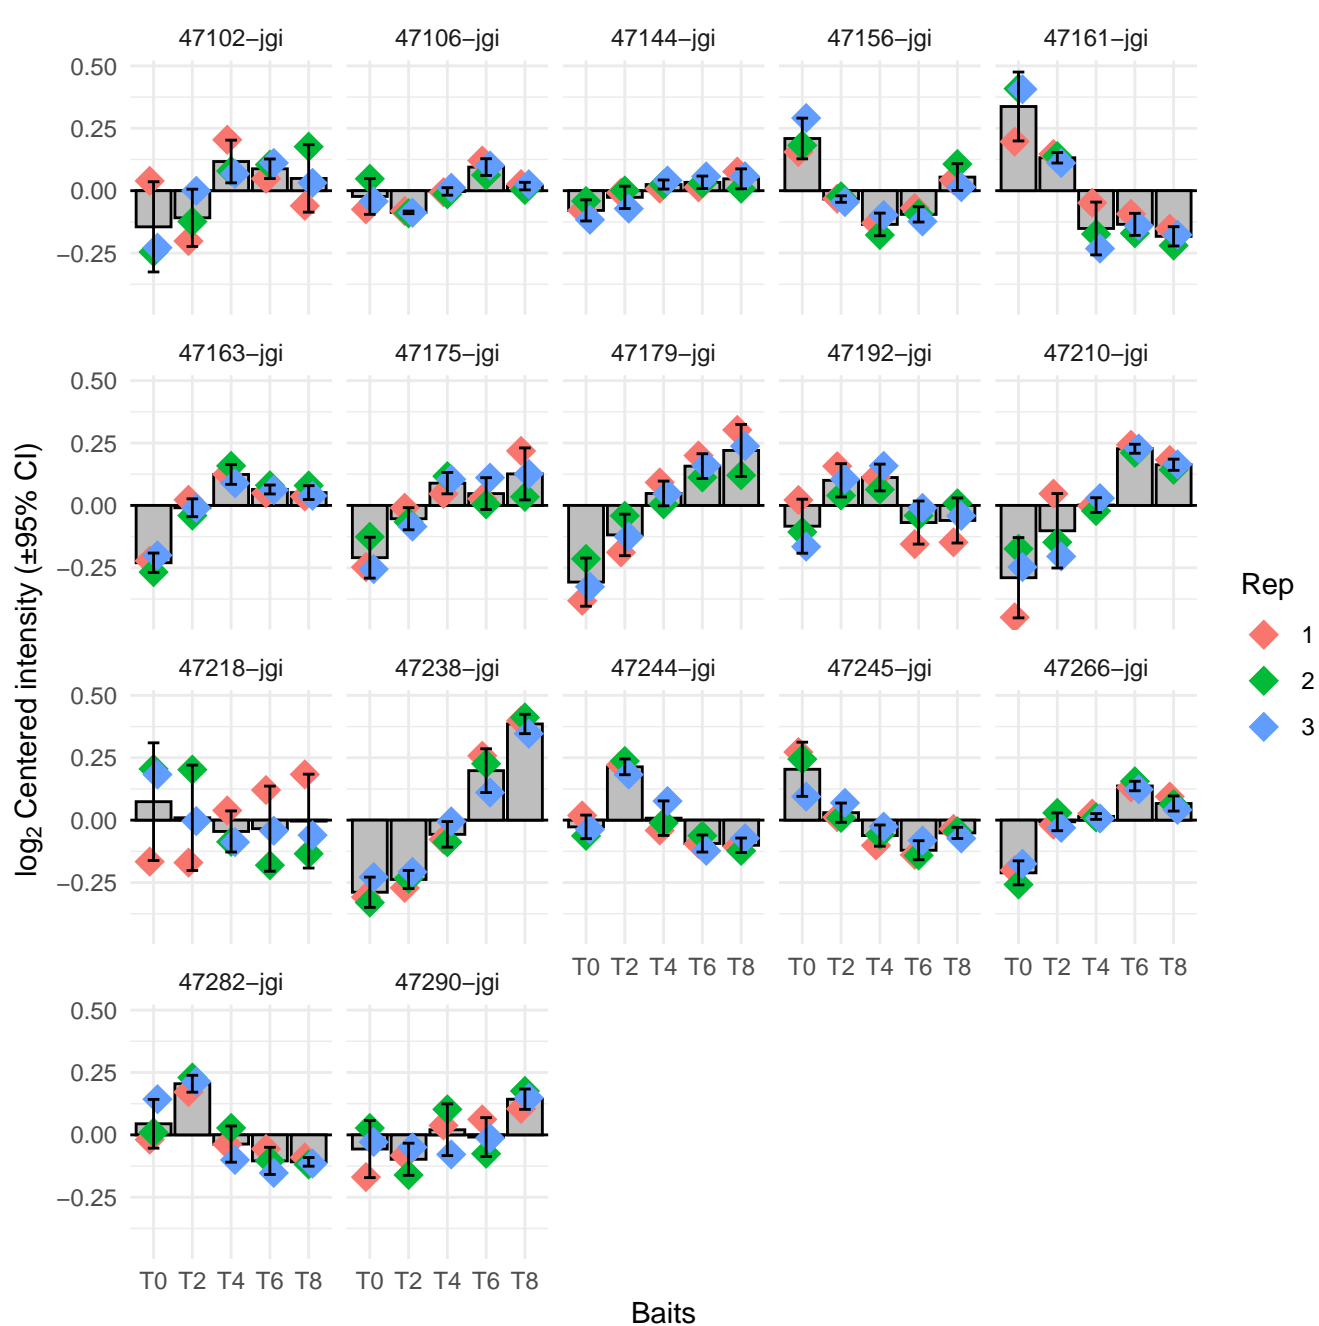 47102−jgi 47106−jgi 47144−jgi 47156−jgi 47161−jgi
0.50
0.25
0.00
−0.25
47163−jgi 47175−jgi 47179−jgi 47192−jgi 47210−jgi
0.50
0.25
0.00
−0.25
47218−jgi 47238−jgi 47244−jgi 47245−jgi 47266−jgi
0.50
0.25
0.00
−0.25
T0 T2 T4 T6 T8 T0 T2 T4 T6 T8 T0 T2 T4 T6 T8
47282−jgi 47290−jgi
0.50
0.25
0.00
−0.25
T0 T2 T4 T6 T8 T0 T2 T4 T6 T8
Baits
log₂ Centered intensity (±95% CI)
Rep
1
2
3